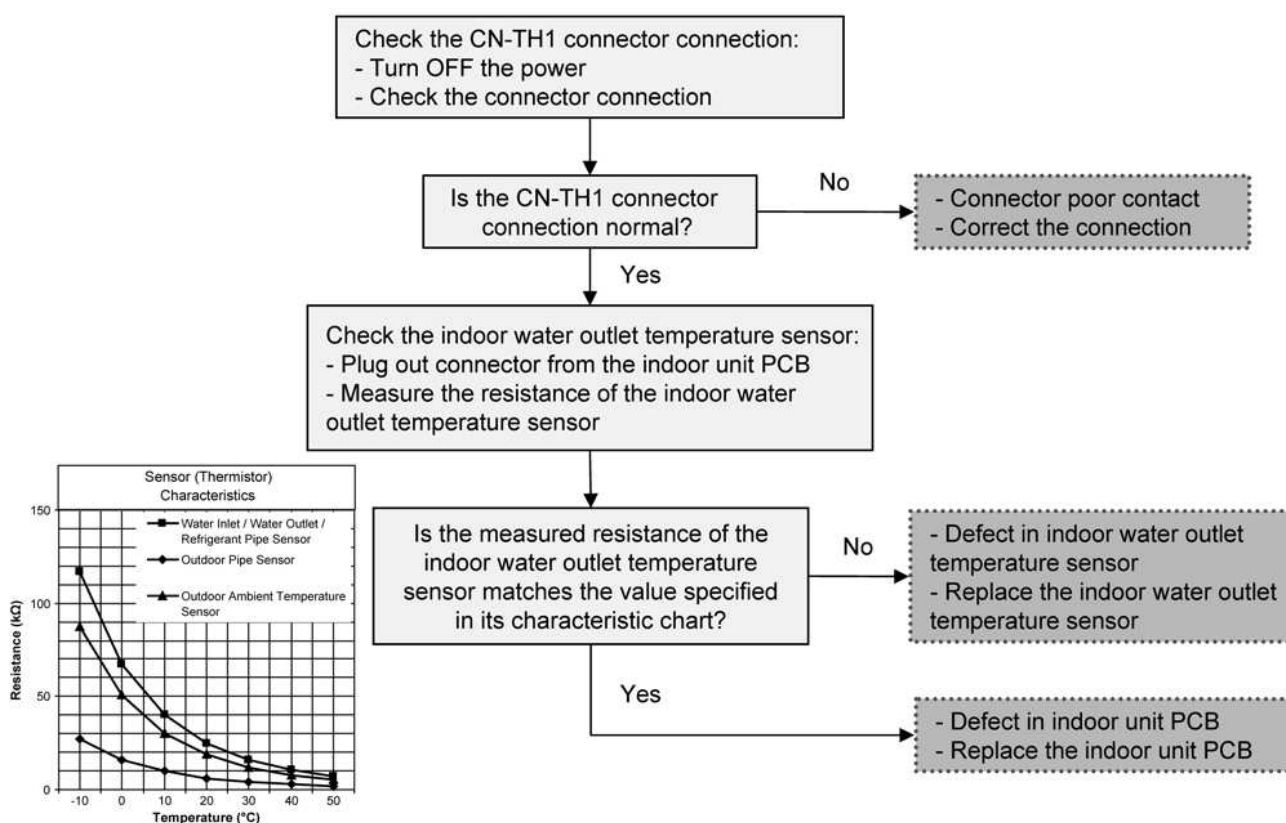 Check the CN-TH1 connector connection:
- Turn OFF the power
- Check the connector connection
Is the CN-TH1 connector
connection normal?
No
- Connector poor contact
- Correct the connection
Yes
Check the indoor water outlet temperature sensor:
- Plug out connector from the indoor unit PCB
- Measure the resistance of the indoor water
outlet temperature sensor
Is the measured resistance of the
indoor water outlet temperature
sensor matches the value specified
in its characteristic chart?
No
- Defect in indoor water outlet
temperature sensor
- Replace the indoor water outlet
temperature sensor
Yes
- Defect in indoor unit PCB
- Replace the indoor unit PCB
Sensor (Thermistor)
Characteristics
Water Inlet / Water Outlet /
Refrigerant Pipe Sensor
Outdoor Pipe Sensor
Outdoor Ambient Temperature
Sensor
Resistance (kΩ)
150
100
50
0
-10 0 10 20 30 40 50
Temperature (°C)